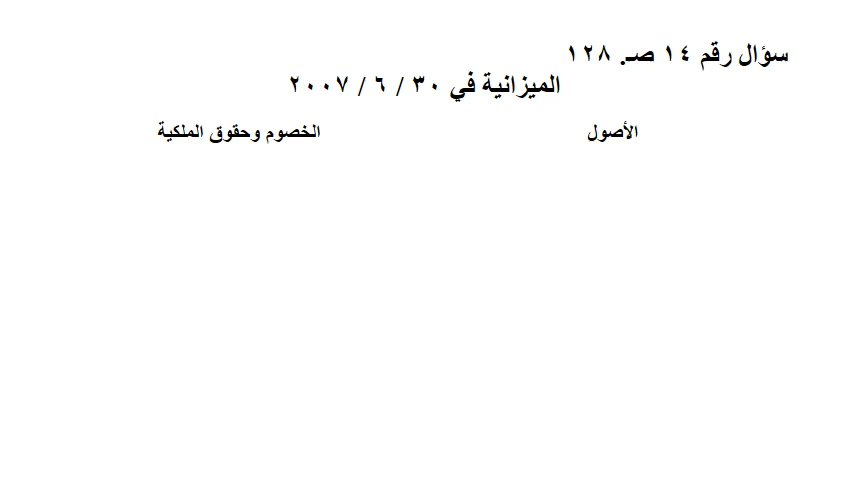 سؤال رقم ١٤ صـ. ١٢٨
الميزانية في ٣٠ / ٦ / ٢٠٠٧
الأصول
الخصوم وحقوق الملكية